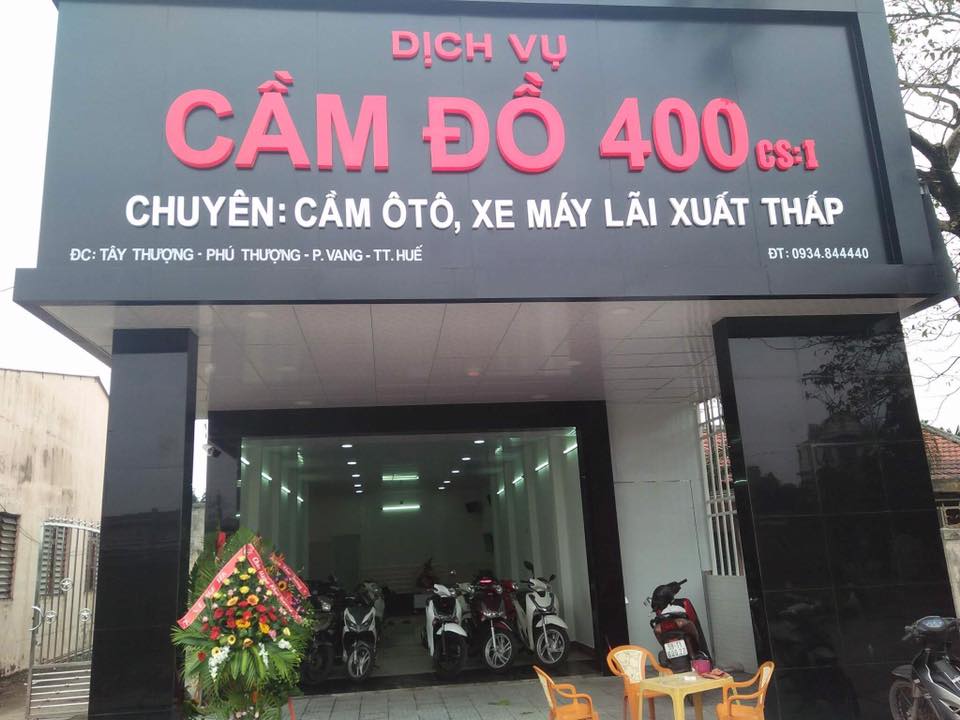 DỊCH VỤ
CẦM ĐỒ 400 CS:1
CHUYÊN: CẦM ÔTÔ, XE MÁY LÃI XUẤT THẤP
ĐC: TÂY THƯỢNG - PHÚ THƯỢNG - P.VANG - TT.HUẾ ĐT: 0934.844440